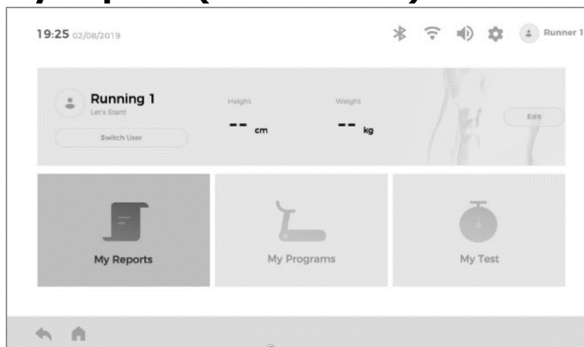 19:25 02/08/2019
Runner 1
Running 1
Let's Start!
Switch User
Height
-- cm
Weight
-- kg
Edit
My Reports
My Programs
My Test